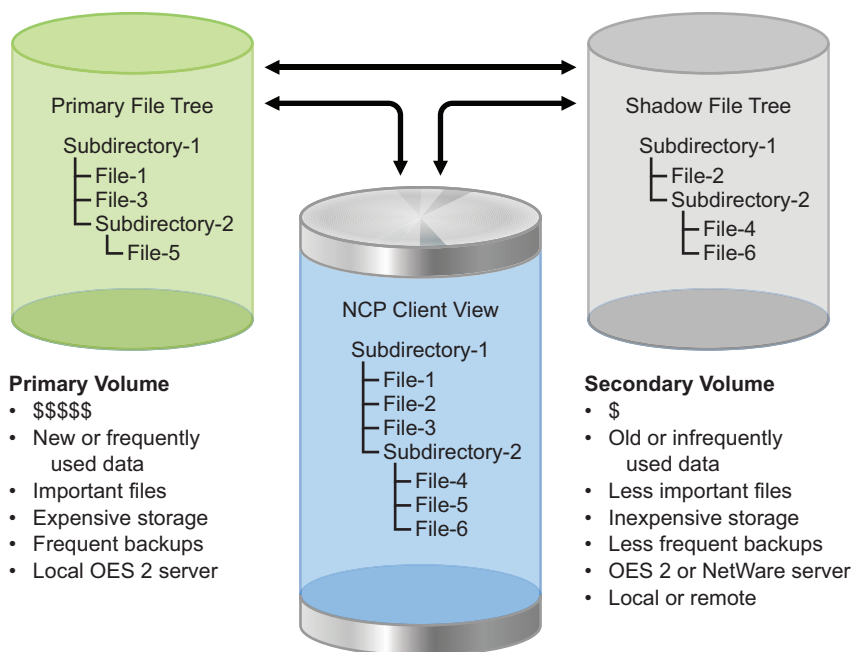 Primary File Tree
Subdirectory-1
File-1
File-3
Subdirectory-2
File-5
Shadow File Tree
Subdirectory-1
File-2
Subdirectory-2
File-4
File-6
NCP Client View
Subdirectory-1
File-1
File-2
File-3
Subdirectory-2
File-4
File-5
File-6
Primary Volume
• $$$$$
• New or frequently
used data
• Important files
• Expensive storage
• Frequent backups
• Local OES 2 server
Secondary Volume
• $
• Old or infrequently
used data
• Less important files
• Inexpensive storage
• Less frequent backups
• OES 2 or NetWare server
• Local or remote